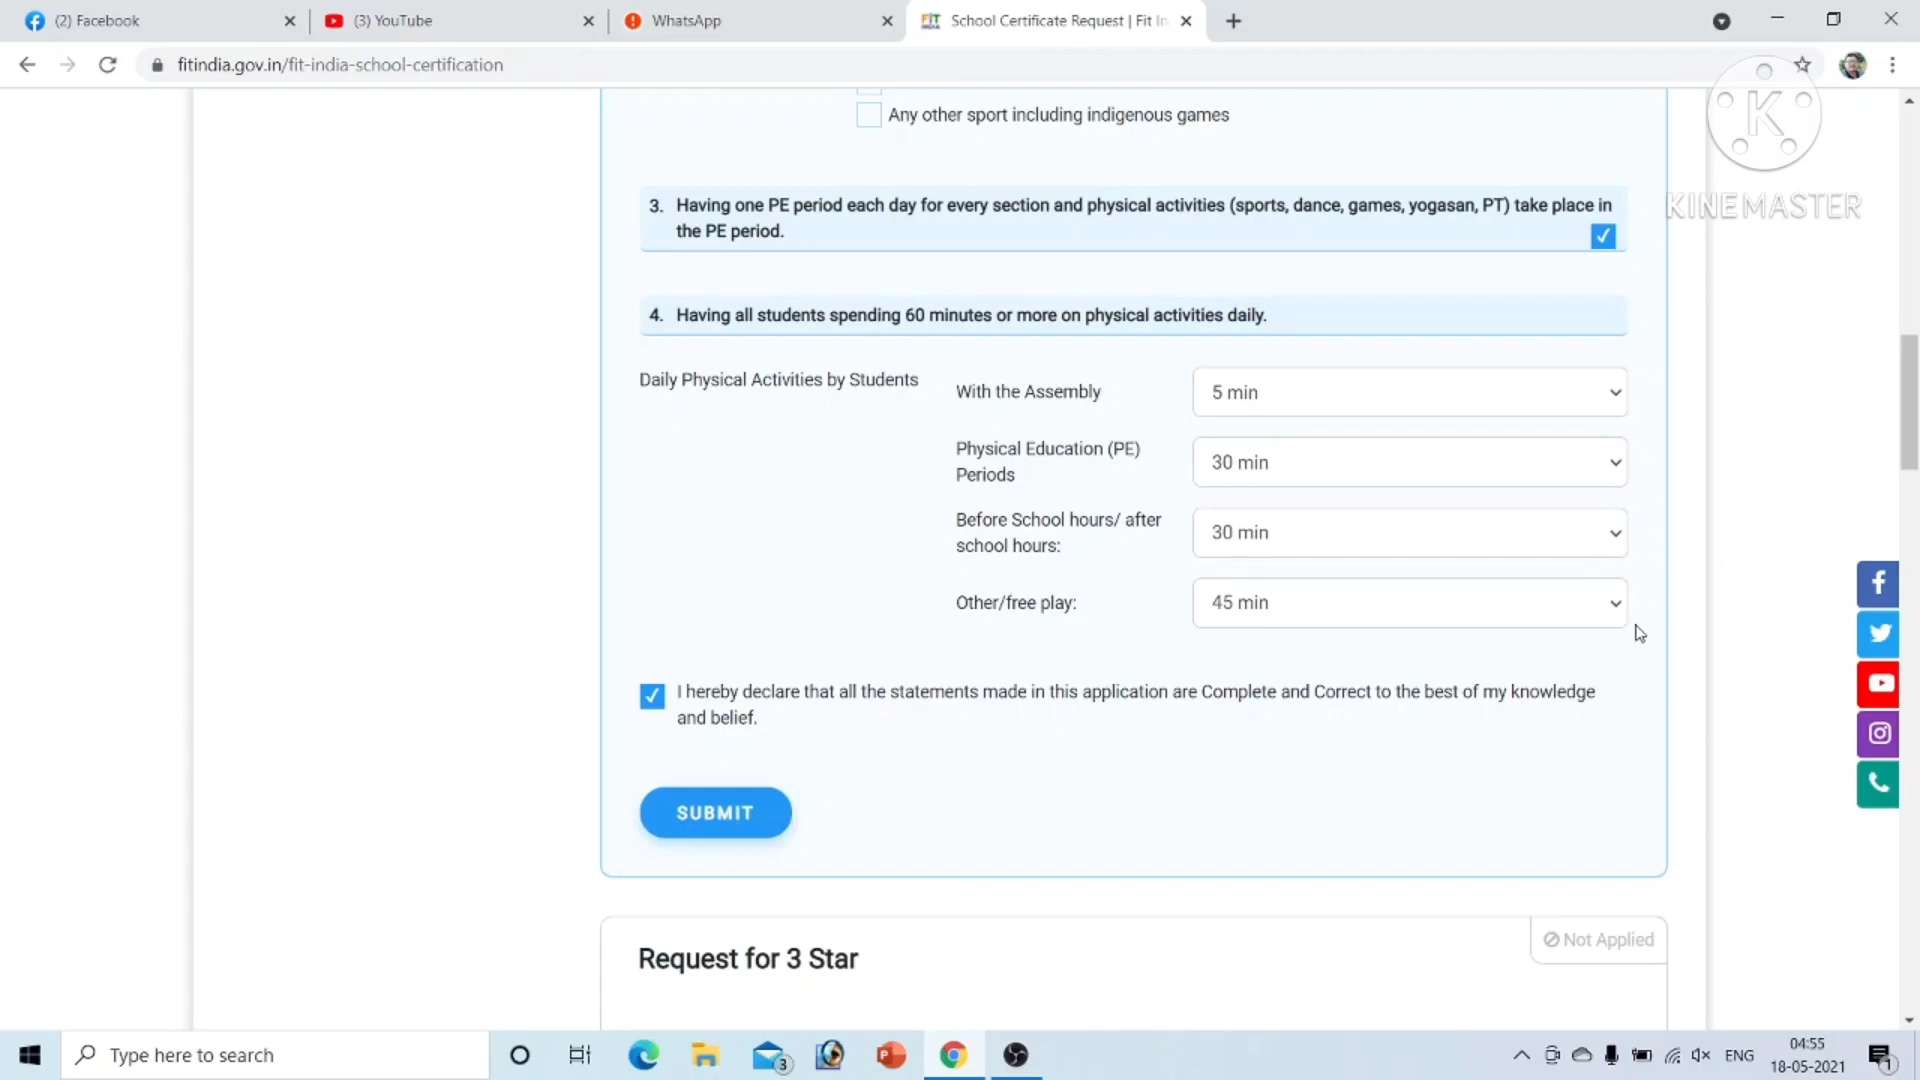 (2) Facebook
(3) YouTube
WhatsApp
School Certificate Request | Fit In
fitindia.gov.in/fit-india-school-certification
K
KINEMASTER
Any other sport including indigenous games
3. Having one PE period each day for every section and physical activities (sports, dance, games, yogasan, PT) take place in
the PE period.
4. Having all students spending 60 minutes or more on physical activities daily.
Daily Physical Activities by Students
With the Assembly
5 min
Physical Education (PE)
Periods
30 min
Before School hours/ after
school hours:
30 min
Other/free play:
45 min
I hereby declare that all the statements made in this application are Complete and Correct to the best of my knowledge
and belief.
SUBMIT
Request for 3 Star
Not Applied
Type here to search
3
ENG
04:55
18-05-2021
1